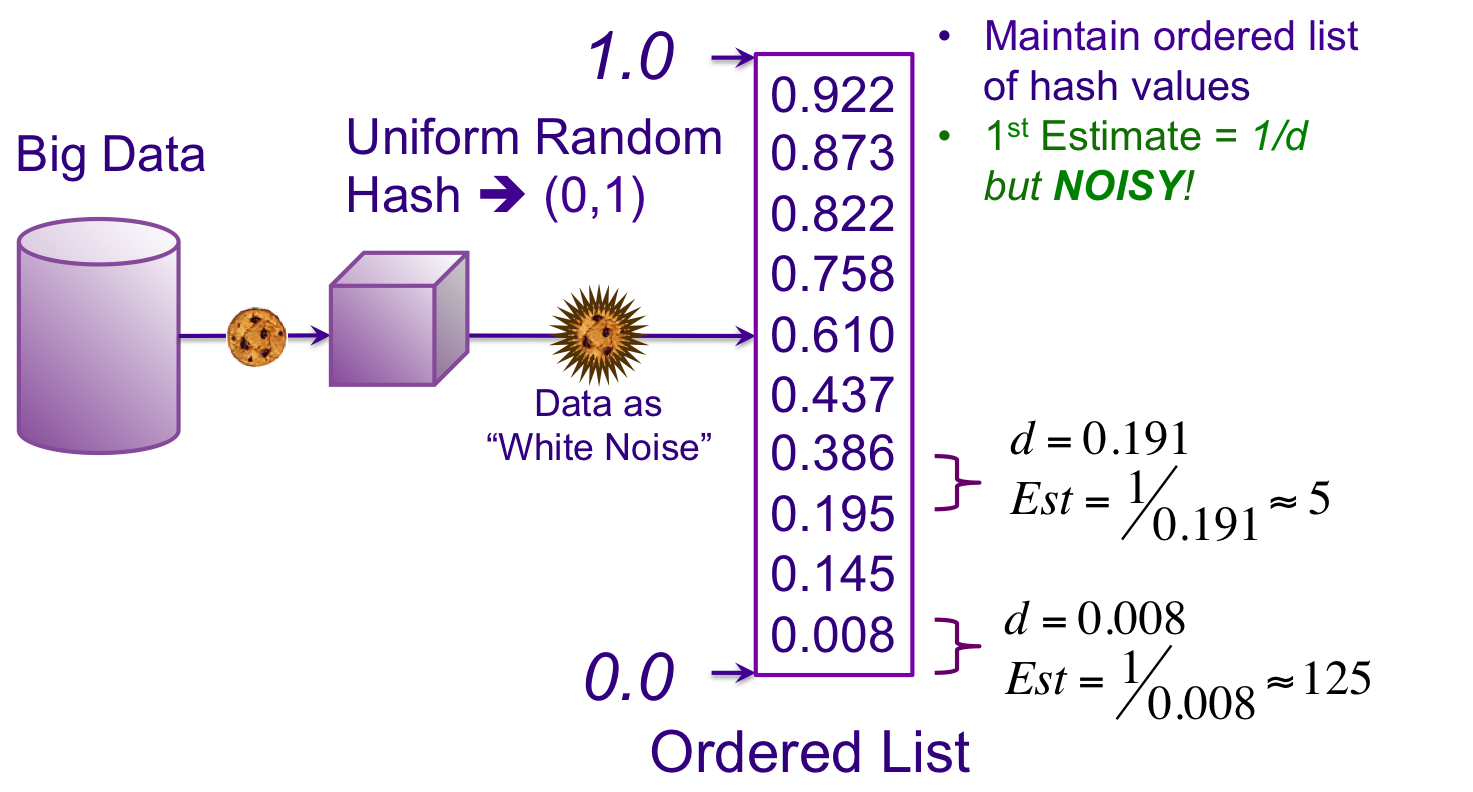 Big Data
Uniform Random
Hash ➔ (0,1)
Data as
“White Noise”
1.0
0.922
0.873
0.822
0.758
0.610
0.437
0.386
0.195
0.145
0.008
0.0
Ordered List
• Maintain ordered list
of hash values
• 1st Estimate = 1/d
but NOISY!
d = 0.191
Est = 1/0.191 ≈ 5
d = 0.008
Est = 1/0.008 ≈ 125